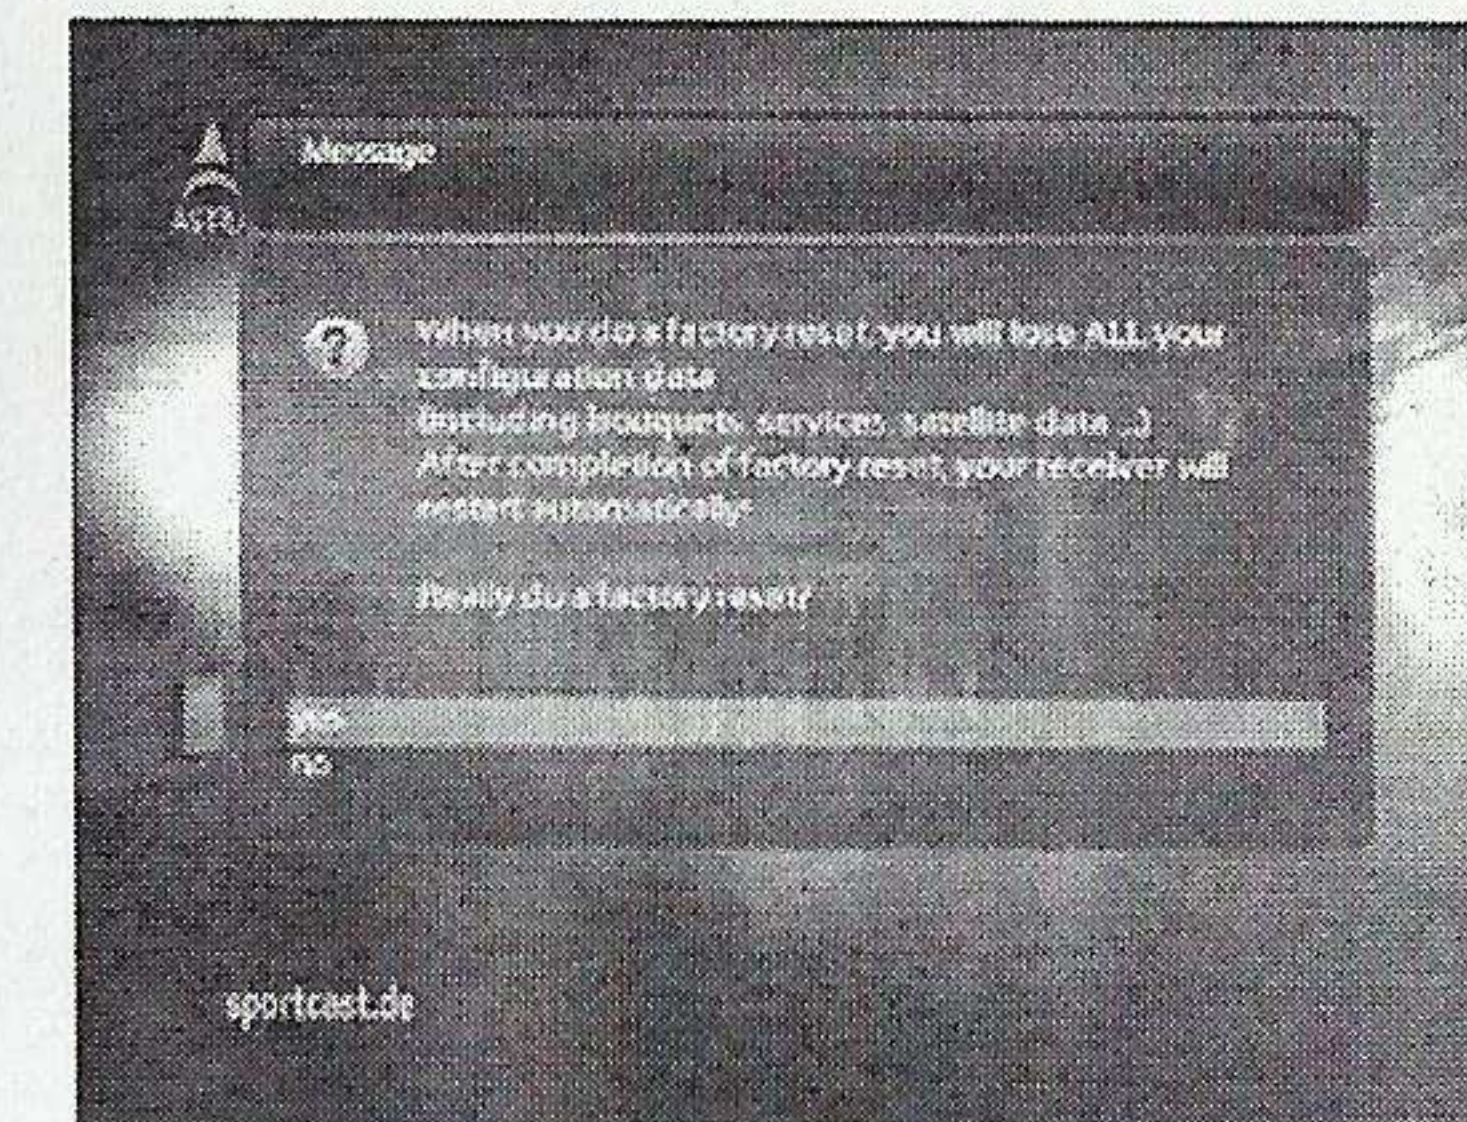 Message
ASTRA
When you do a factory reset, you will lose ALL your
configuration data
(including bouquets, services, satellite data ...)
After completion of factory reset, your receiver will
restart automatically!
Really do a factory reset?
yes
no
sportcast.de